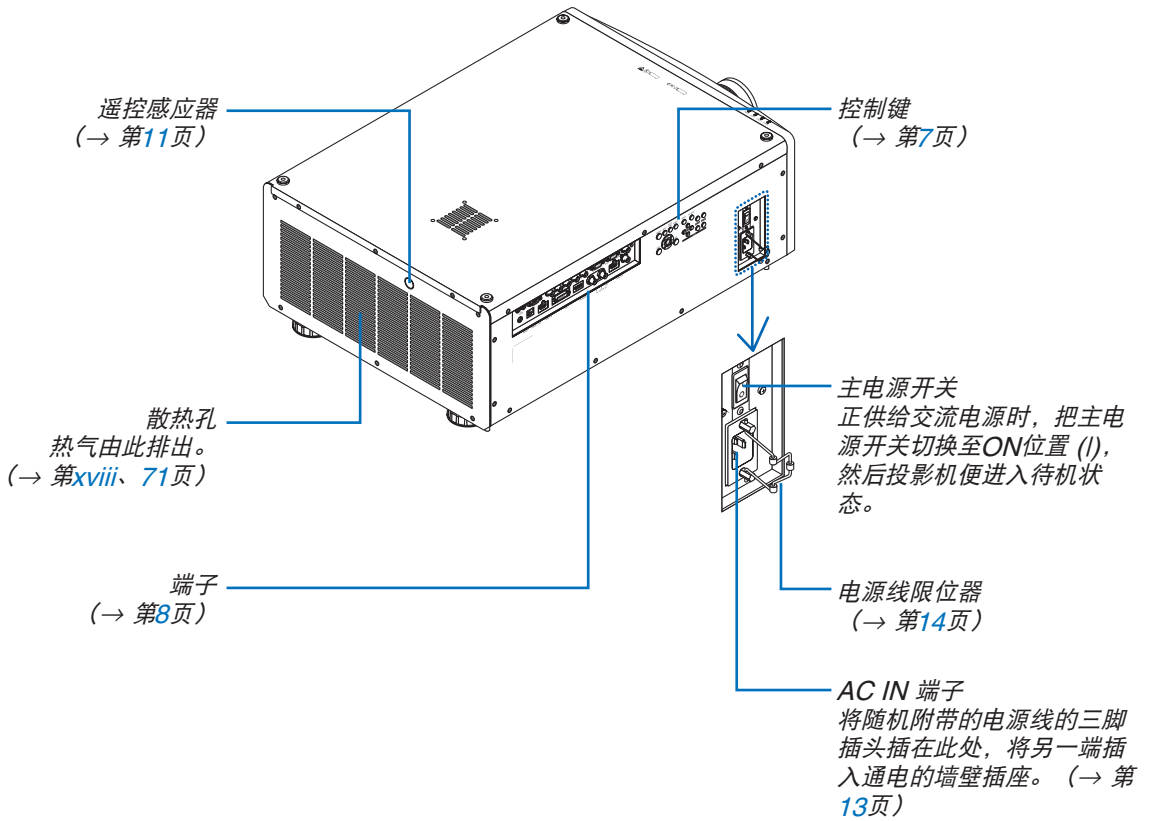 遥控感应器
（→ 第11页）
控制键
（→ 第7页）
散热孔
热气由此排出。
（→ 第xviii、71页）
主电源开关
正供给交流电源时，把主电
源开关切换至ON位置 (I)，
然后投影机便进入待机状
态。
端子
（→ 第8页）
电源线限位器
（→ 第14页）
AC IN 端子
将随机附带的电源线的三脚
插头插在此处，将另一端插
入通电的墙壁插座。（→ 第
13页）